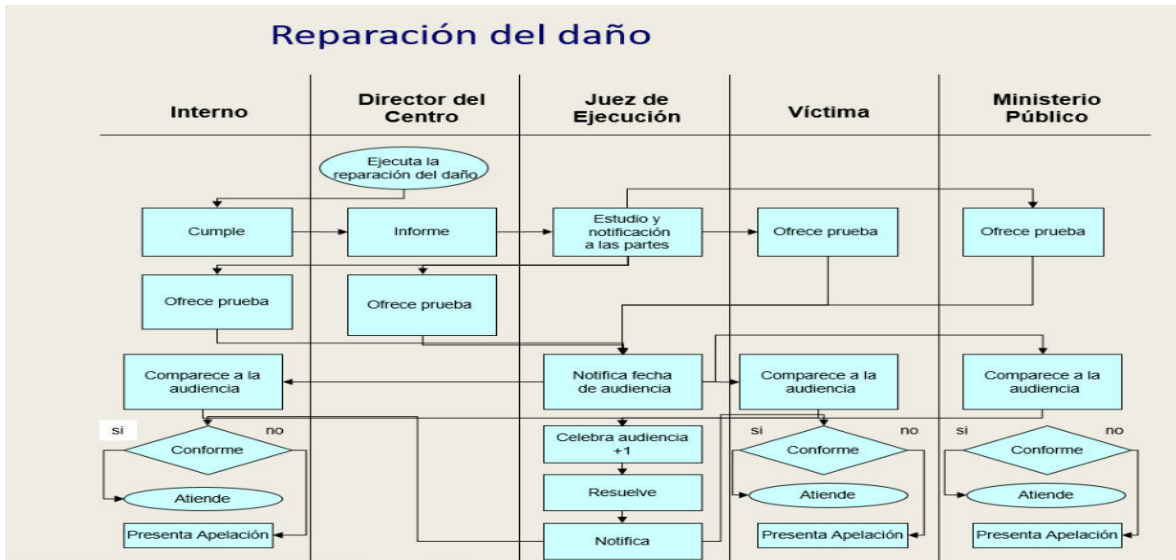 Reparación del daño
Interno
Director del
Centro
Juez de
Ejecución
Víctima
Ministerio
Público
Ejecuta la
reparación del daño
Cumple
Informe
Estudio y
notificación
a las partes
Ofrece prueba
Ofrece prueba
Ofrece prueba
Ofrece prueba
Comparece a la
audiencia
Notifica fecha
de audiencia
Comparece a la
audiencia
Comparece a la
audiencia
si
no
Conforme
Celebra audiencia
+1
no
Conforme
si
no
Conforme
Atiende
Resuelve
Atiende
Atiende
Presenta Apelación
Notifica
Presenta Apelación
Presenta Apelación